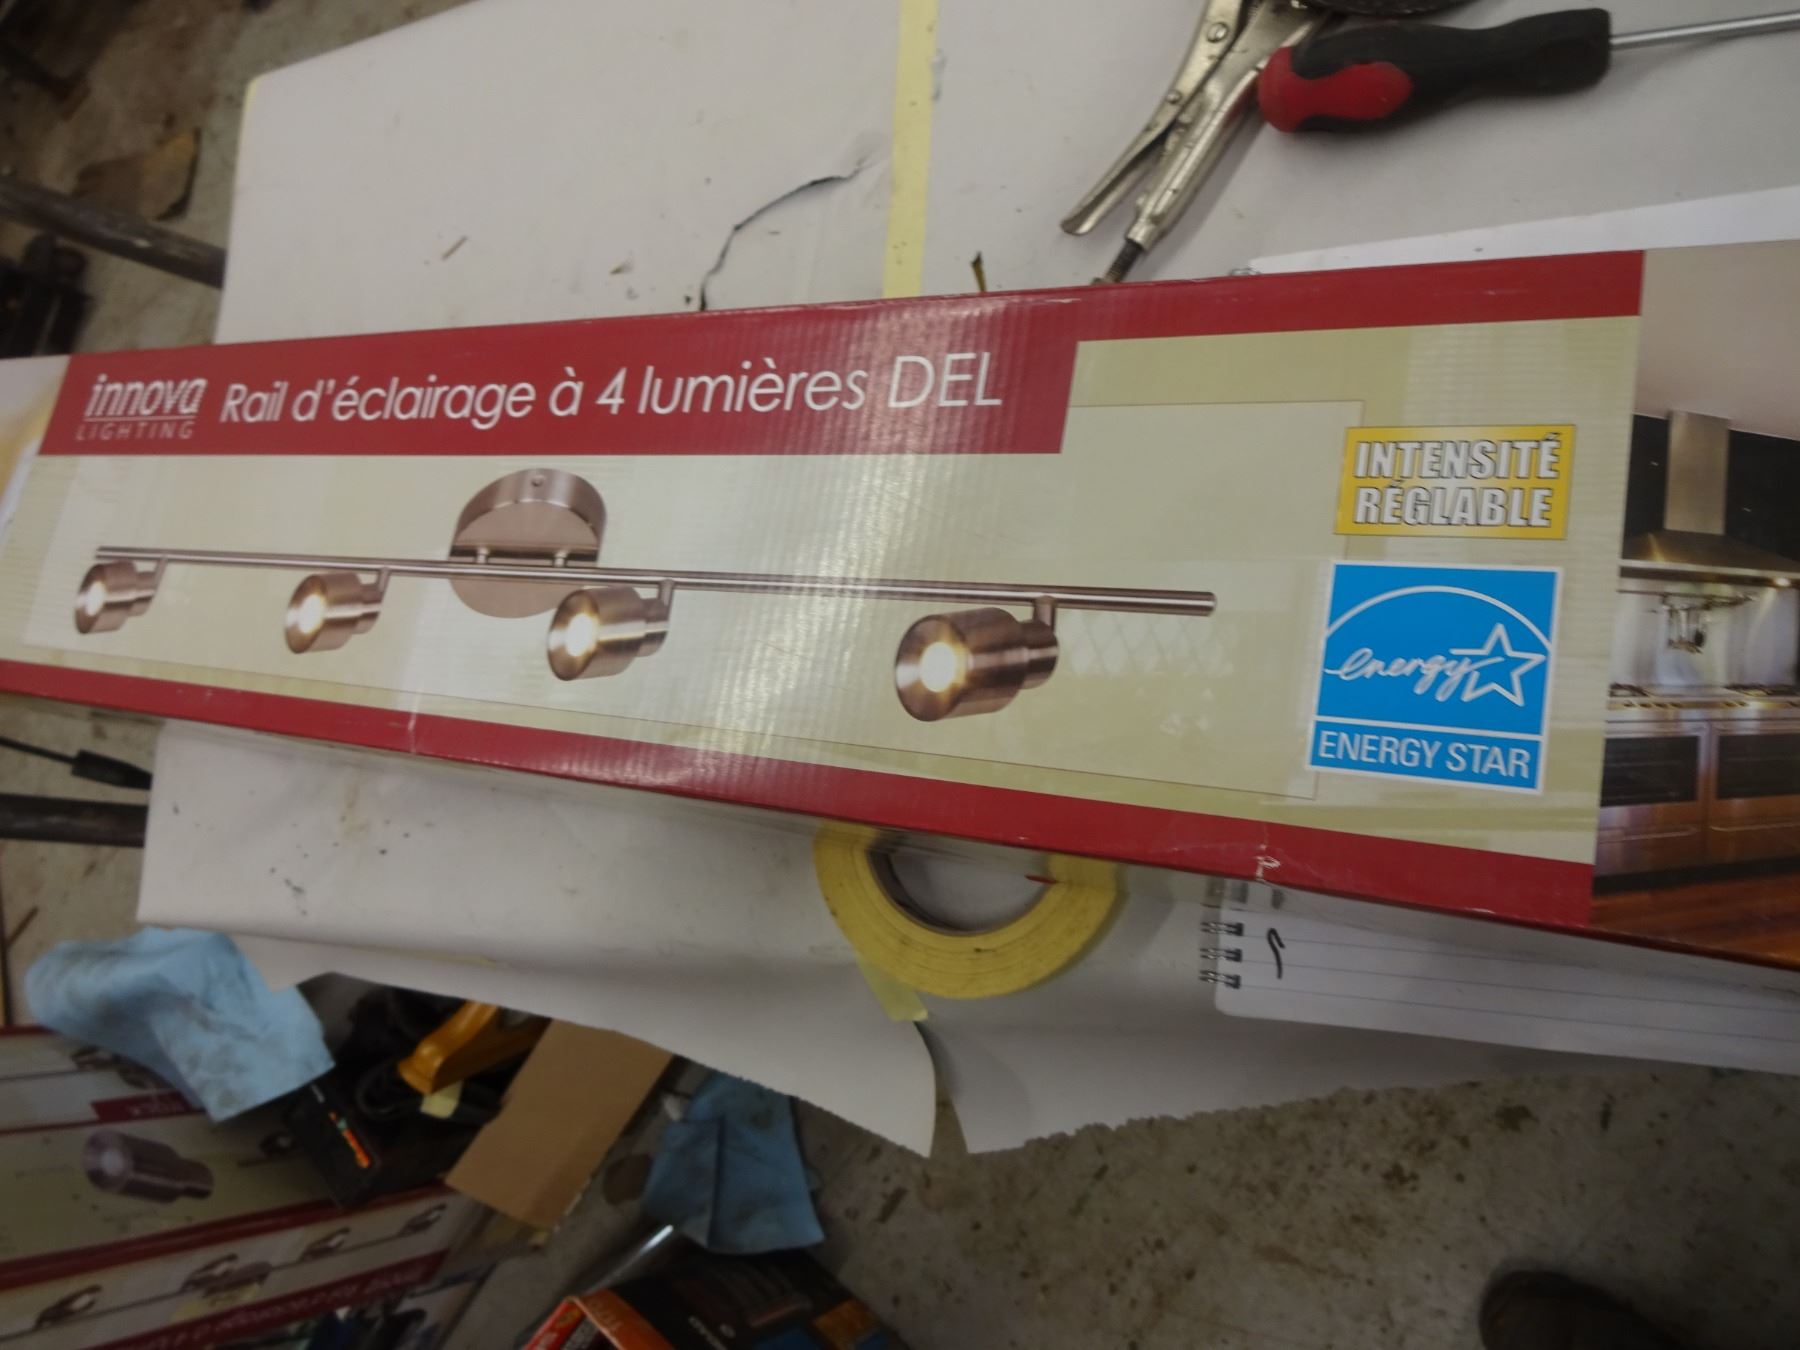 innova
LIGHTING
Rail d'éclairage à 4 lumières DEL
INTENSITÉ
RÉGLABLE
energy
ENERGY STAR